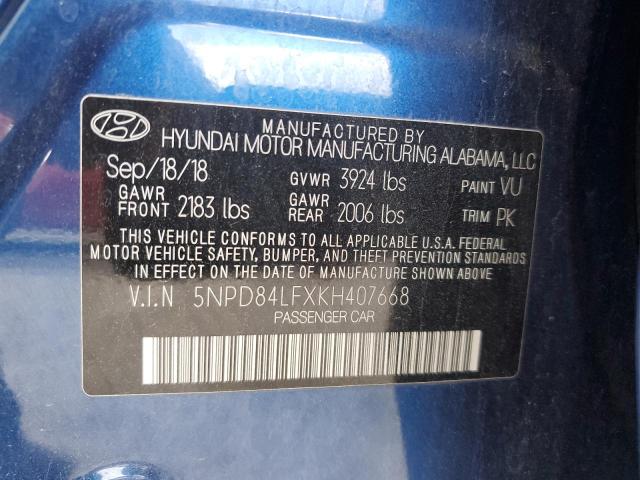 MANUFACTURED BY
HYUNDAI MOTOR MANUFACTURING ALABAMA, LLC
Sep/18/18 GVWR 3924 lbs PAINT VU
GAWR FRONT 2183 lbs GAWR REAR 2006 lbs TRIM PK
THIS VEHICLE CONFORMS TO ALL APPLICABLE U.S.A. FEDERAL
MOTOR VEHICLE SAFETY, BUMPER, AND THEFT PREVENTION STANDARDS
IN EFFECT ON THE DATE OF MANUFACTURE SHOWN ABOVE.
V.I.N 5NPD84LFXKH407668
PASSENGER CAR